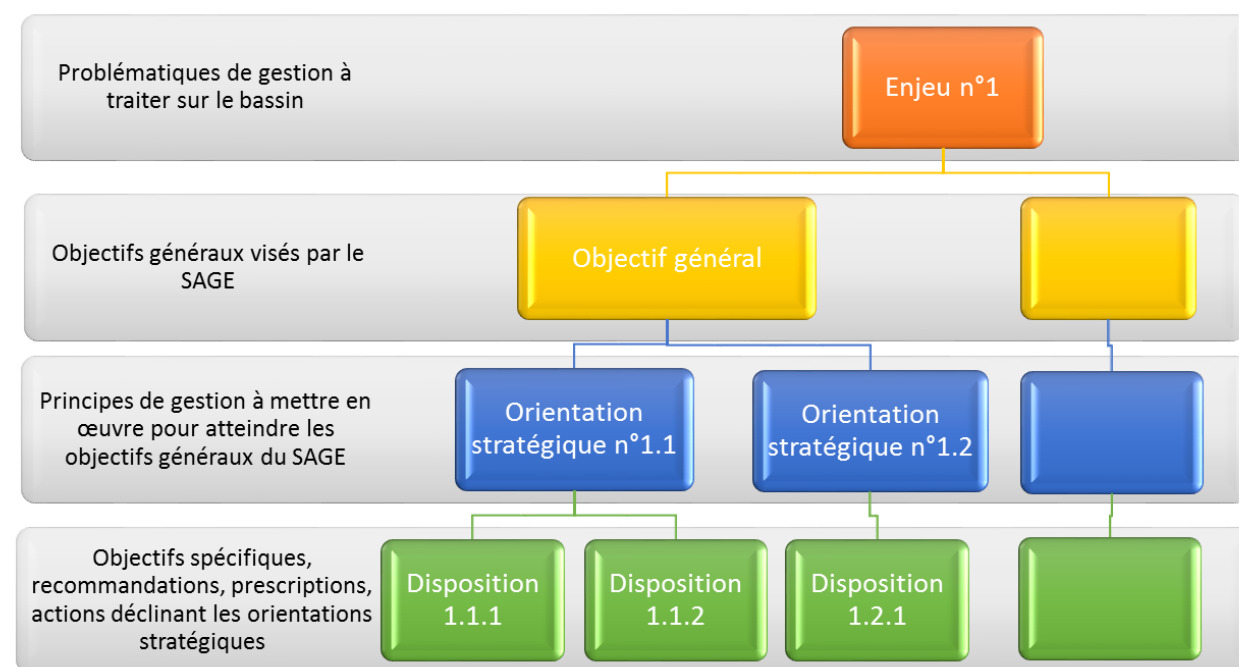 Problématiques de gestion à
traiter sur le bassin
Enjeu n°1
Objectifs généraux visés par le
SAGE
Objectif général
Principes de gestion à mettre en
œuvre pour atteindre les
objectifs généraux du SAGE
Orientation
stratégique n°1.1
Orientation
stratégique n°1.2
Objectifs spécifiques,
recommandations, prescriptions,
actions déclinant les orientations
stratégiques
Disposition
1.1.1
Disposition
1.1.2
Disposition
1.2.1